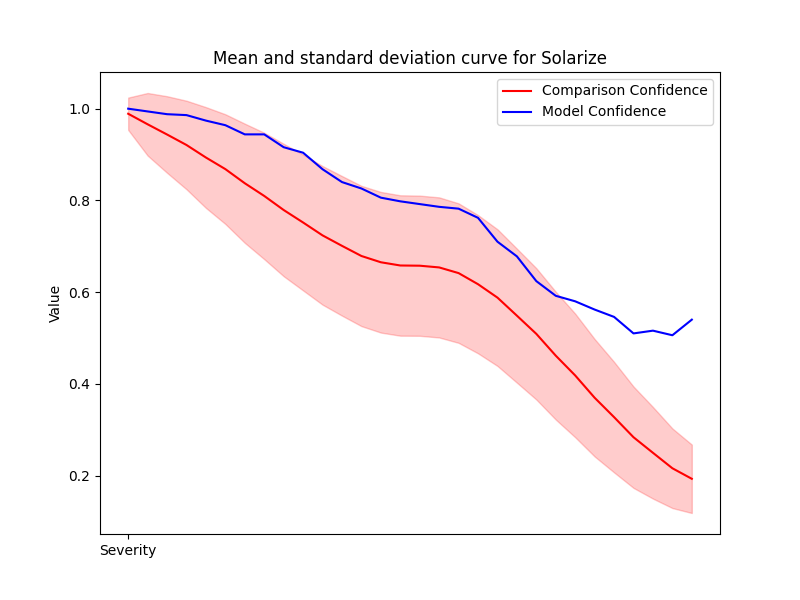 Mean and standard deviation curve for Solarize
Comparison Confidence
Model Confidence
1.0
0.8
0.6
0.4
0.2
Value
Severity